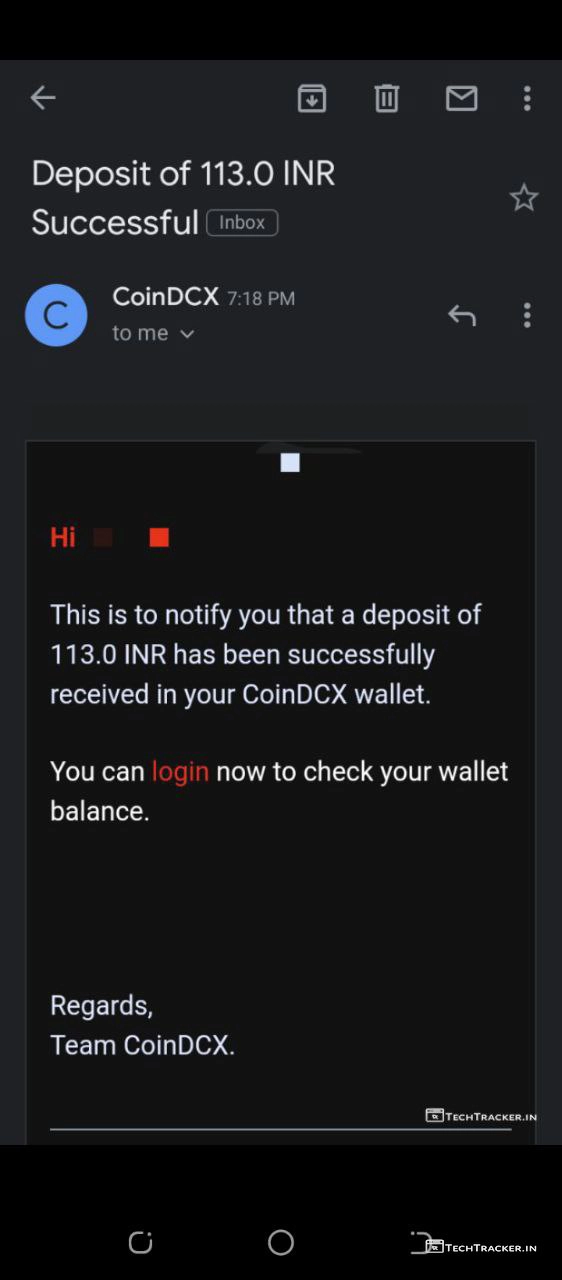 Deposit of 113.0 INR
Successful Inbox
C CoinDCX 7:18 PM
to me
Hi
This is to notify you that a deposit of
113.0 INR has been successfully
received in your CoinDCX wallet.
You can login now to check your wallet
balance.
Regards,
Team CoinDCX.
TECHTRACKER.IN
TECHTRACKER.IN